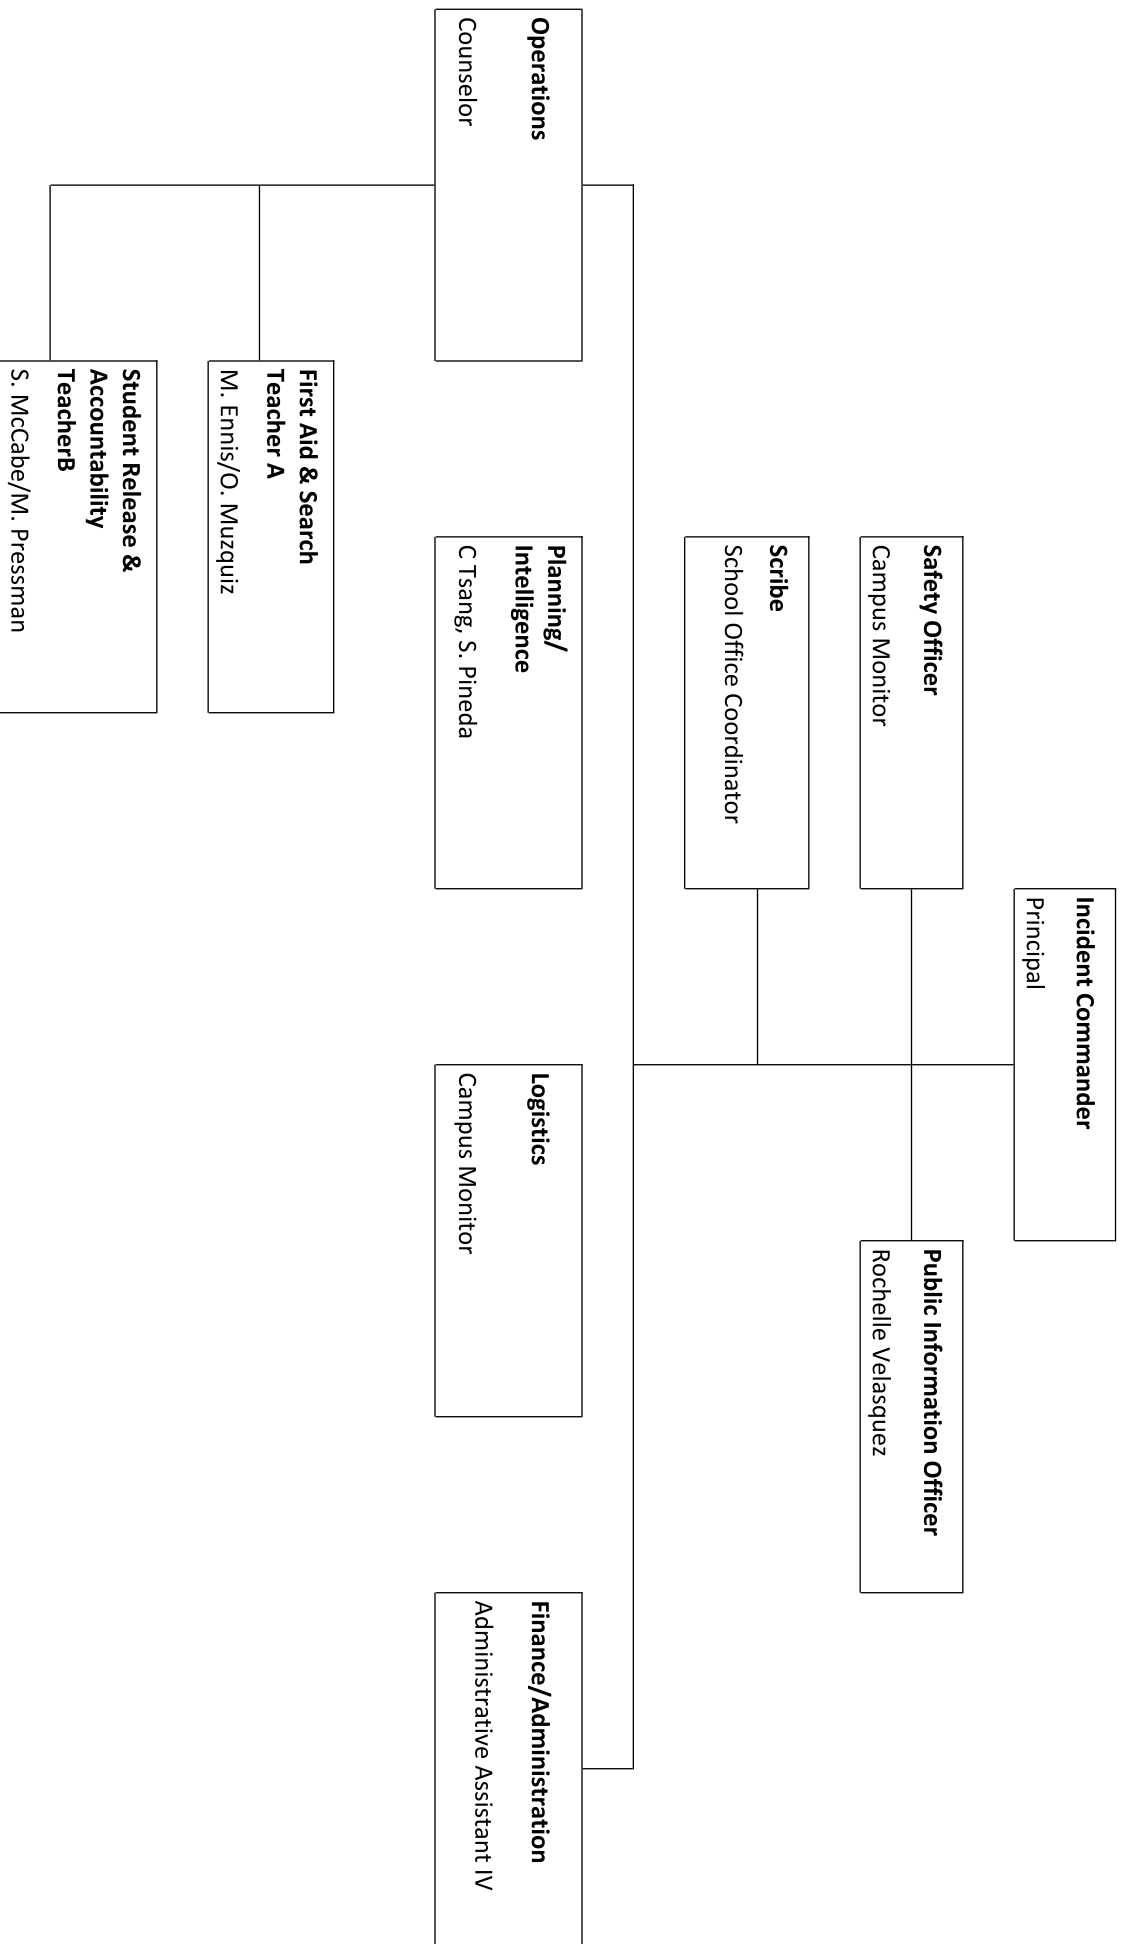 Incident Commander
Principal
Safety Officer
Campus Monitor
Public Information Officer
Rochelle Velasquez
Scribe
School Office Coordinator
Operations
Counselor
Planning/
Intelligence
C Tsang, S. Pineda
Logistics
Campus Monitor
Finance/Administration
Administrative Assistant IV
First Aid & Search
Teacher A
M. Ennis/O. Muzquiz
Student Release &
Accountability
TeacherB
S. McCabe/M. Pressman